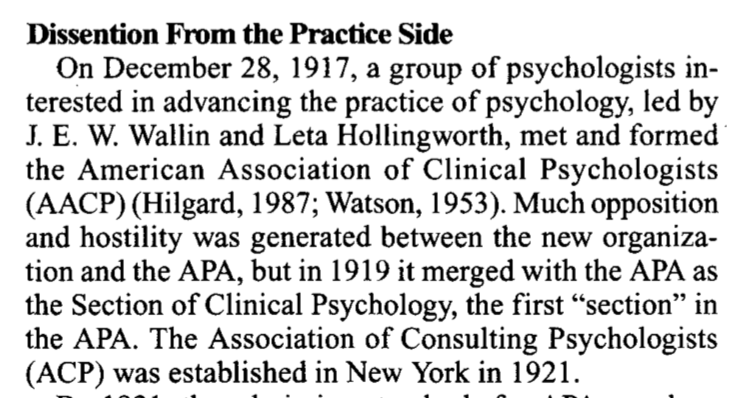 Dissention From the Practice Side
On December 28, 1917, a group of psychologists in-
terested in advancing the practice of psychology, led by
J. E. W. Wallin and Leta Hollingworth, met and formed
the American Association of Clinical Psychologists
(AACP) (Hilgard, 1987; Watson, 1953). Much opposition
and hostility was generated between the new organiza-
tion and the APA, but in 1919 it merged with the APA as
the Section of Clinical Psychology, the first “section” in
the APA. The Association of Consulting Psychologists
(ACP) was established in New York in 1921.